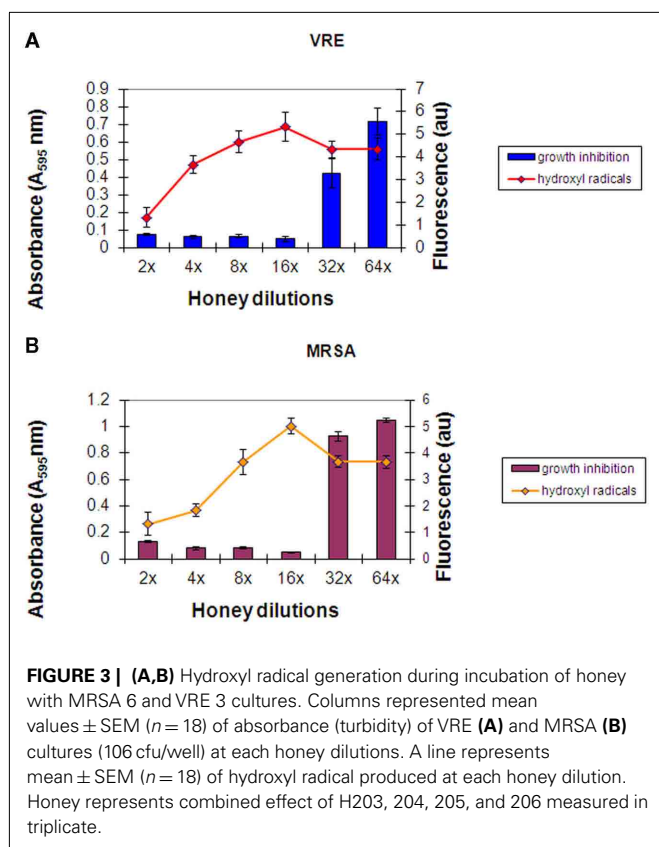 A
VRE
0.9
0.8
0.7
0.6
0.5
0.4
0.3
0.2
0.1
0
Absorbance (A595 nm)
7
6
5
4
3
2
1
0
Fluorescence (au)
2x 4x 8x 16x 32x 64x
Honey dilutions
growth inhibition
hydroxyl radicals
B
MRSA
1.2
1
0.8
0.6
0.4
0.2
0
Absorbance (A595nm)
6
5
4
3
2
1
0
Fluorescence (au)
2x 4x 8x 16x 32x 64x
Honey dilutions
growth inhibition
hydroxyl radicals
FIGURE 3 | (A,B) Hydroxyl radical generation during incubation of honey
with MRSA 6 and VRE 3 cultures. Columns represented mean
values ± SEM (n = 18) of absorbance (turbidity) of VRE (A) and MRSA (B)
cultures (106 cfu/well) at each honey dilutions. A line represents
mean ± SEM (n = 18) of hydroxyl radical produced at each honey dilution.
Honey represents combined effect of H203, 204, 205, and 206 measured in
triplicate.